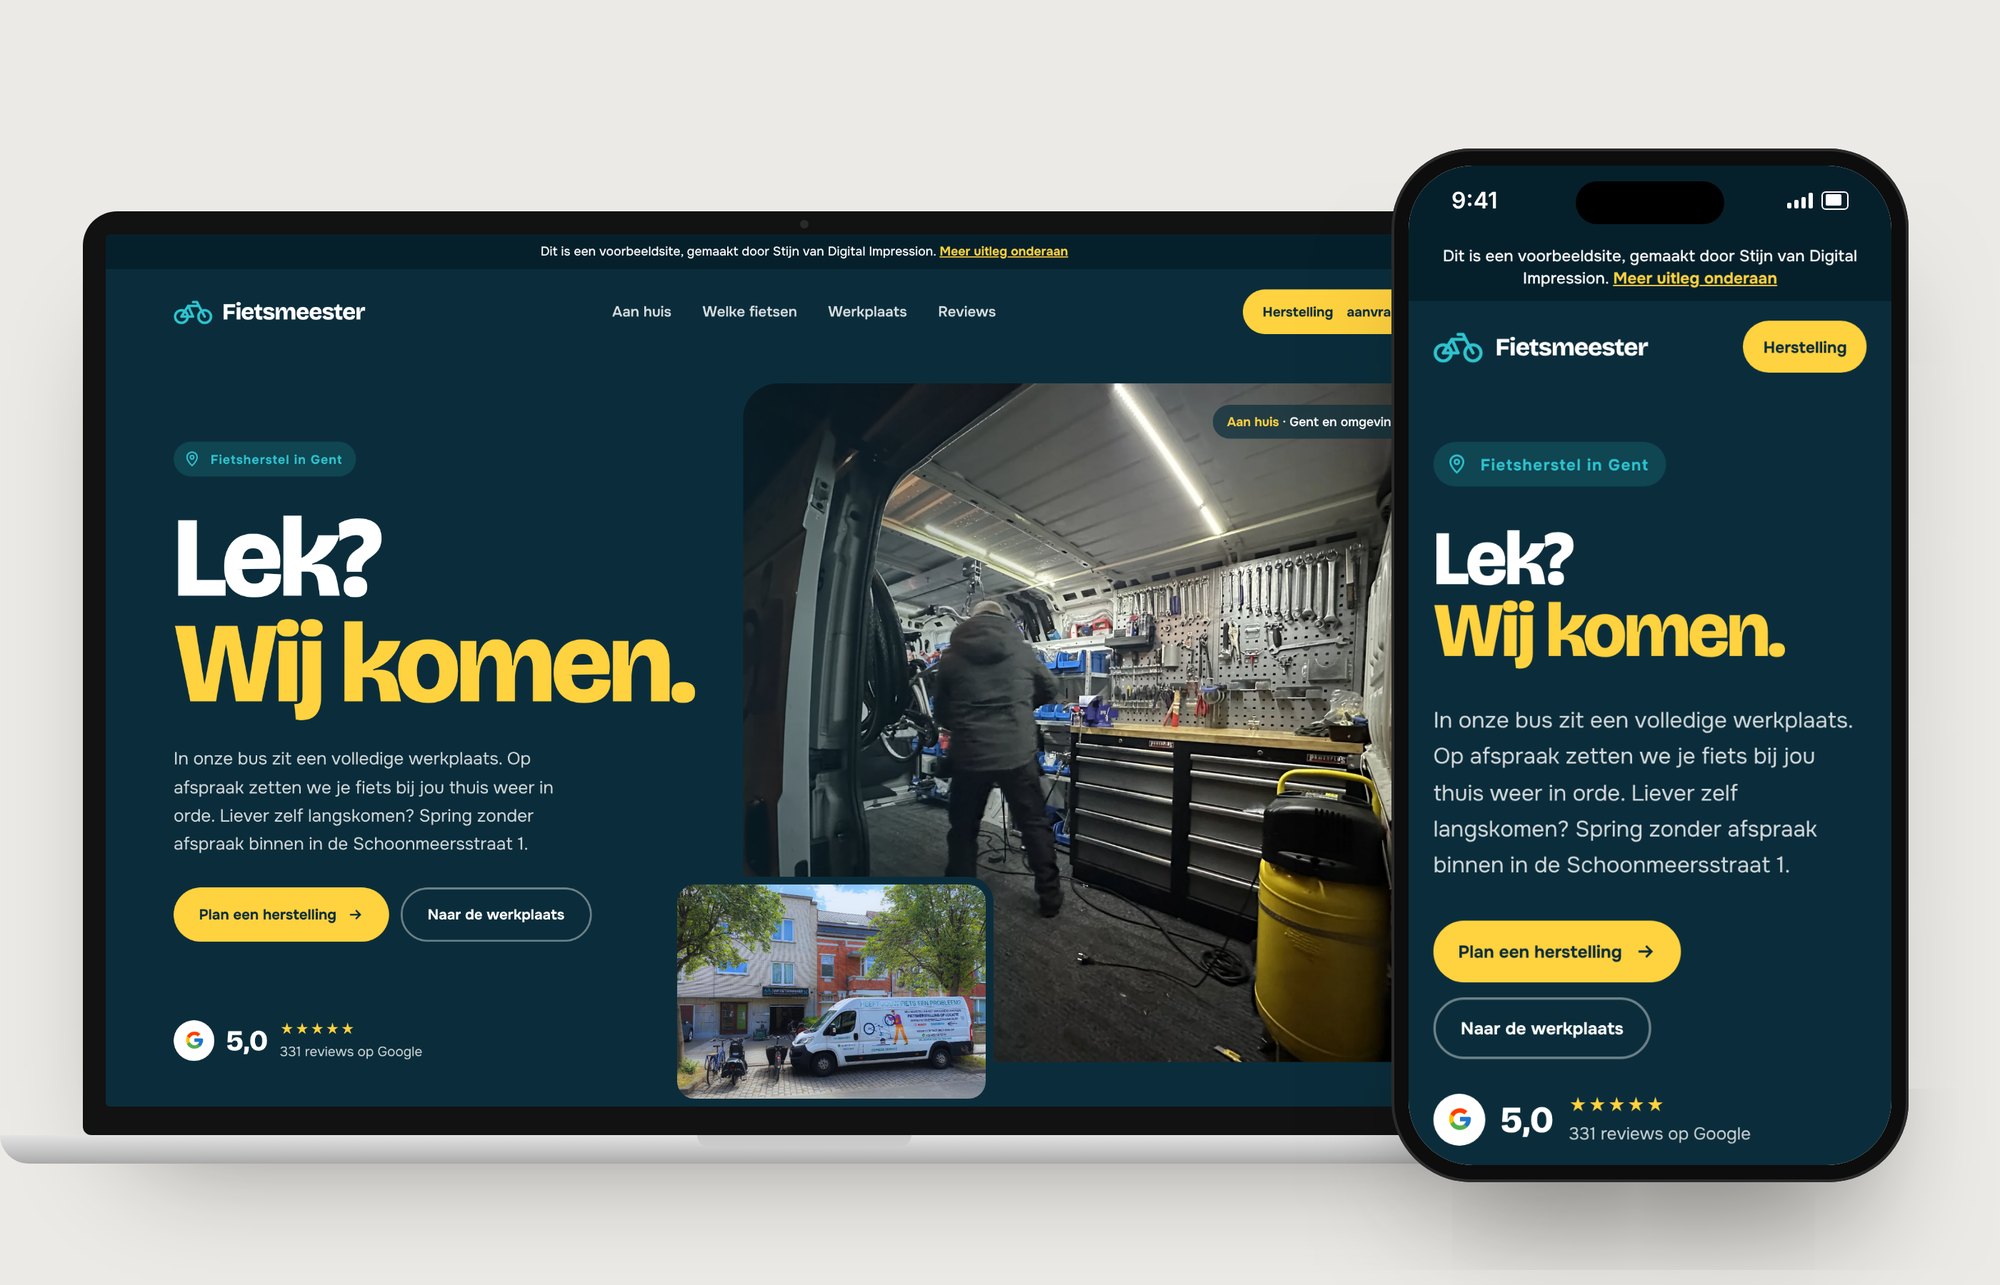 Dit is een voorbeeldsite, gemaakt door Stijn van Digital Impression. Meer uitleg onderaan
Fietsmeester
Aan huis
Welke fietsen
Werkplaats
Reviews
Herstelling aanvra
Fietsherstel in Gent
Lek?
Wij komen.
In onze bus zit een volledige werkplaats. Op
afspraak zetten we je fiets bij jou thuis weer in
orde. Liever zelf langskomen? Spring zonder
afspraak binnen in de Schoonmeersstraat 1.
Plan een herstelling →
Naar de werkplaats
5,0
★★★★★
331 reviews op Google
Aan huis · Gent en omgevin
9:41
Dit is een voorbeeldsite, gemaakt door Stijn van Digital
Impression. Meer uitleg onderaan
Fietsmeester
Herstelling
Fietsherstel in Gent
Lek?
Wij komen.
In onze bus zit een volledige werkplaats.
Op afspraak zetten we je fiets bij jou
thuis weer in orde. Liever zelf
langskomen? Spring zonder afspraak
binnen in de Schoonmeersstraat 1.
Plan een herstelling →
Naar de werkplaats
5,0
★★★★★
331 reviews op Google